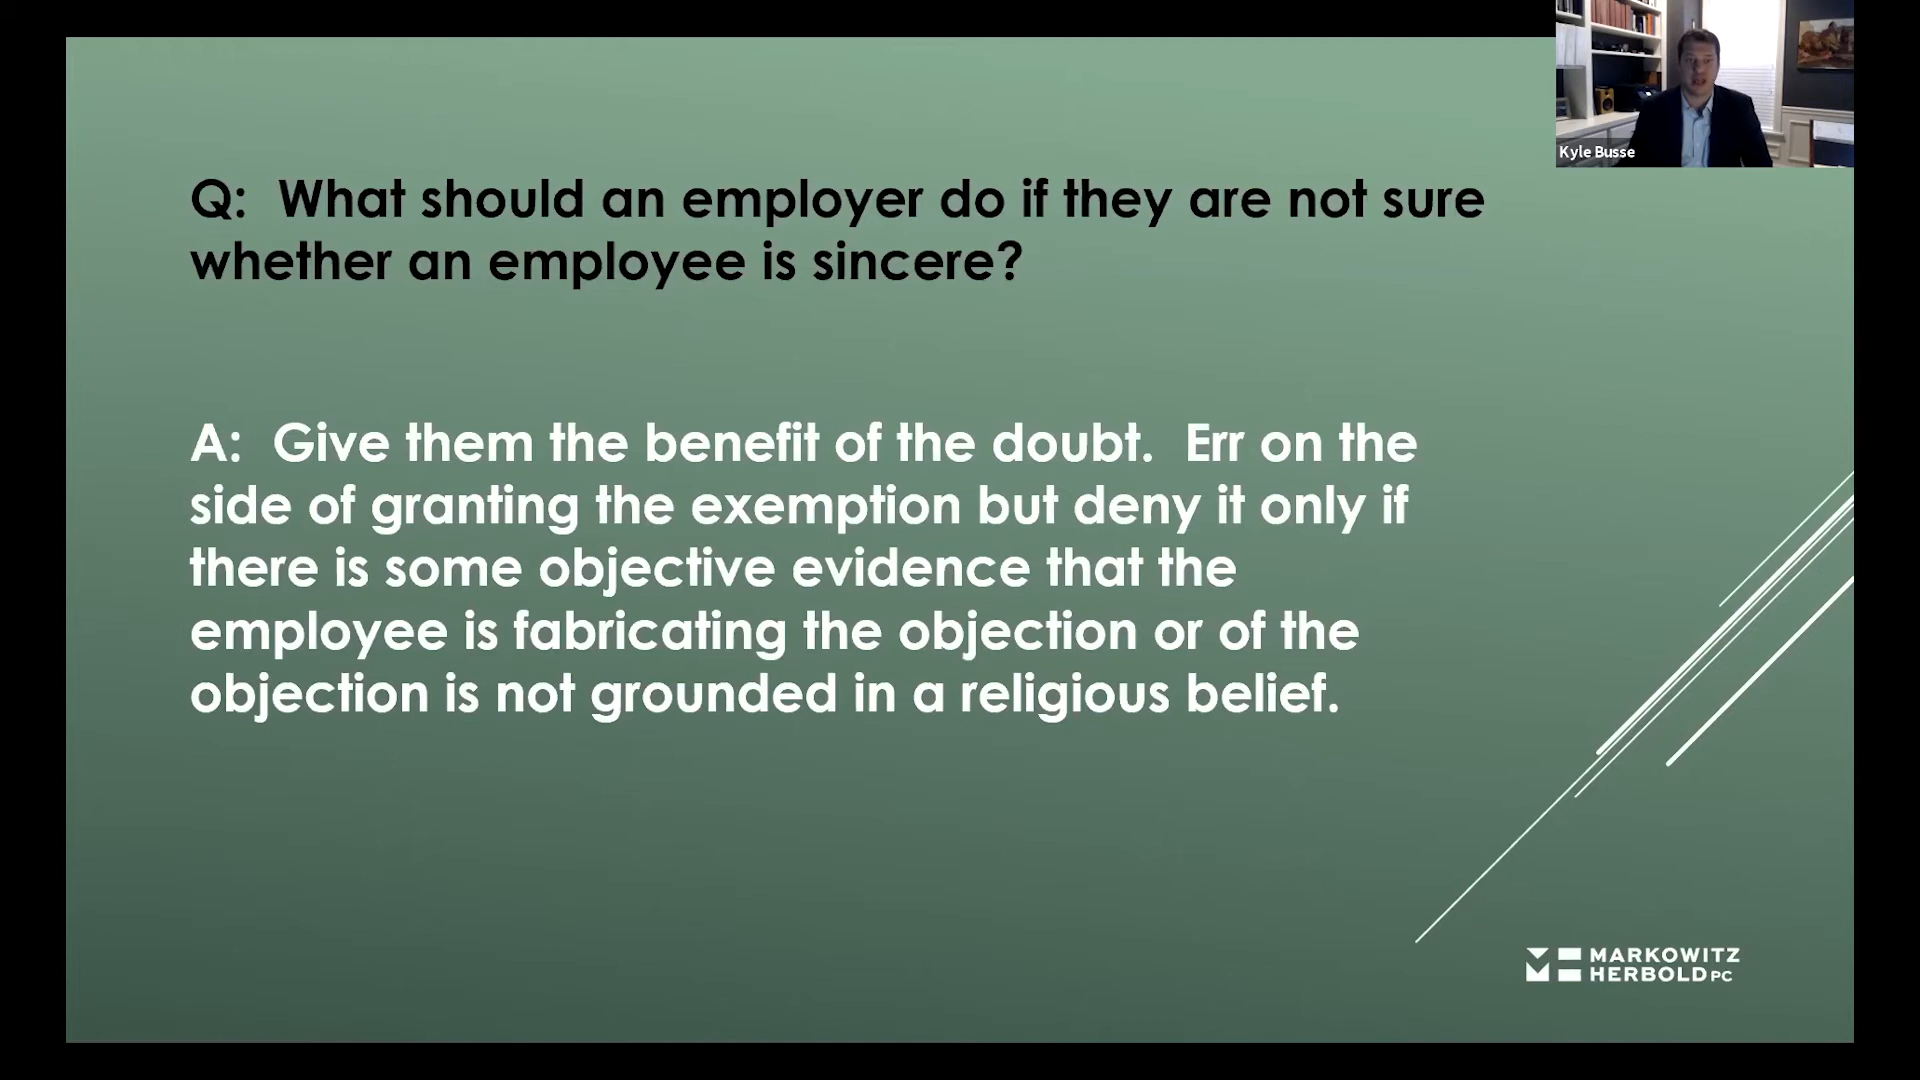 Kyle Busse
Q:  What should an employer do if they are not sure
whether an employee is sincere?
A:  Give them the benefit of the doubt.  Err on the
side of granting the exemption but deny it only if
there is some objective evidence that the
employee is fabricating the objection or of the
objection is not grounded in a religious belief.
MARKOWITZ
HERBOLD PC